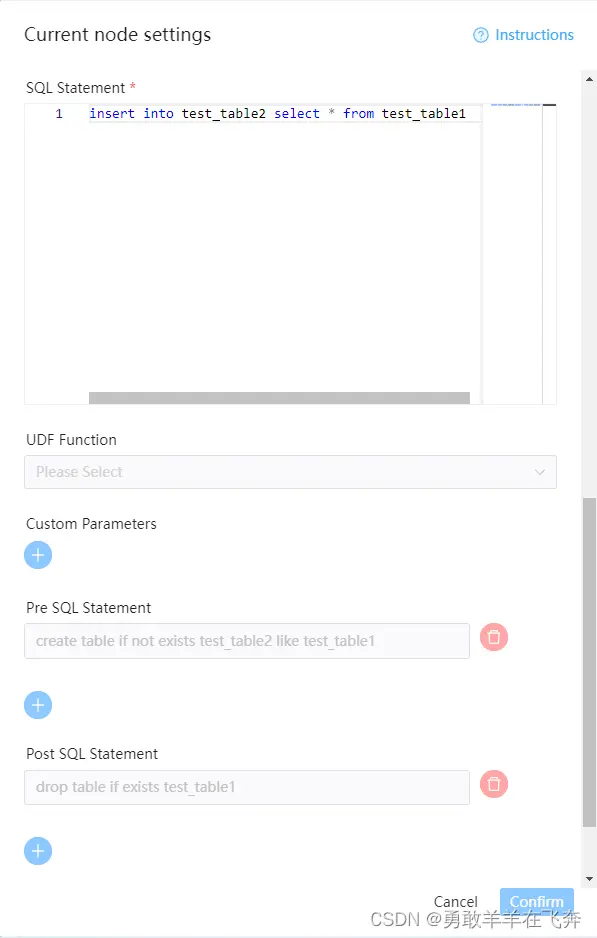 Current node settings
Instructions
SQL Statement *
1 insert into test_table2 select * from test_table1
UDF Function
Please Select
Custom Parameters
Pre SQL Statement
create table if not exists test_table2 like test_table1
Post SQL Statement
drop table if exists test_table1
Cancel
Confirm
CSDN @勇敢羊羊在飞奔